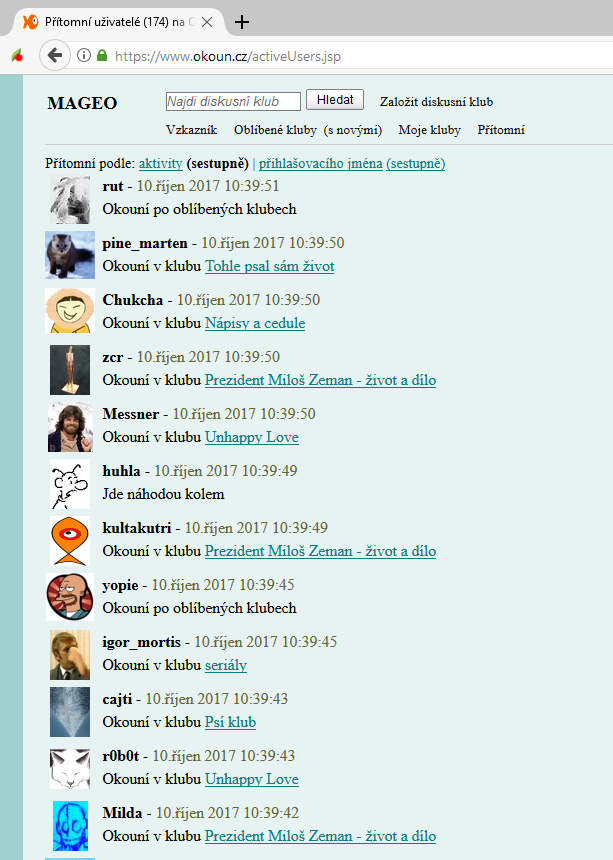 Přítomní uživatelé (174) na O
https://www.okoun.cz/activeUsers.jsp
MAGEO
Najdi diskusní klub
Hledat
Založit diskusní klub
Vzkazník Oblíbené kluby (s novými) Moje kluby Přítomní
Přítomní podle: aktivity (sestupně) | přihlašovacího jména (sestupně)
rut - 10.říjen 2017 10:39:51
Okouní po oblíbených klubech
pine_marten - 10.říjen 2017 10:39:50
Okouní v klubu Tohle psal sám život
Chukcha - 10.říjen 2017 10:39:50
Okouní v klubu Nápisy a cedule
zcr - 10.říjen 2017 10:39:50
Okouní v klubu Prezident Miloš Zeman - život a dílo
Messner - 10.říjen 2017 10:39:50
Okouní v klubu Unhappy Love
huhla - 10.říjen 2017 10:39:49
Jde náhodou kolem
kultakutri - 10.říjen 2017 10:39:49
Okouní v klubu Prezident Miloš Zeman - život a dílo
yopie - 10.říjen 2017 10:39:45
Okouní po oblíbených klubech
igor_mortis - 10.říjen 2017 10:39:45
Okouní v klubu seriály
cajti - 10.říjen 2017 10:39:43
Okouní v klubu Psí klub
r0b0t - 10.říjen 2017 10:39:43
Okouní v klubu Unhappy Love
Milda - 10.říjen 2017 10:39:42
Okouní v klubu Prezident Miloš Zeman - život a dílo